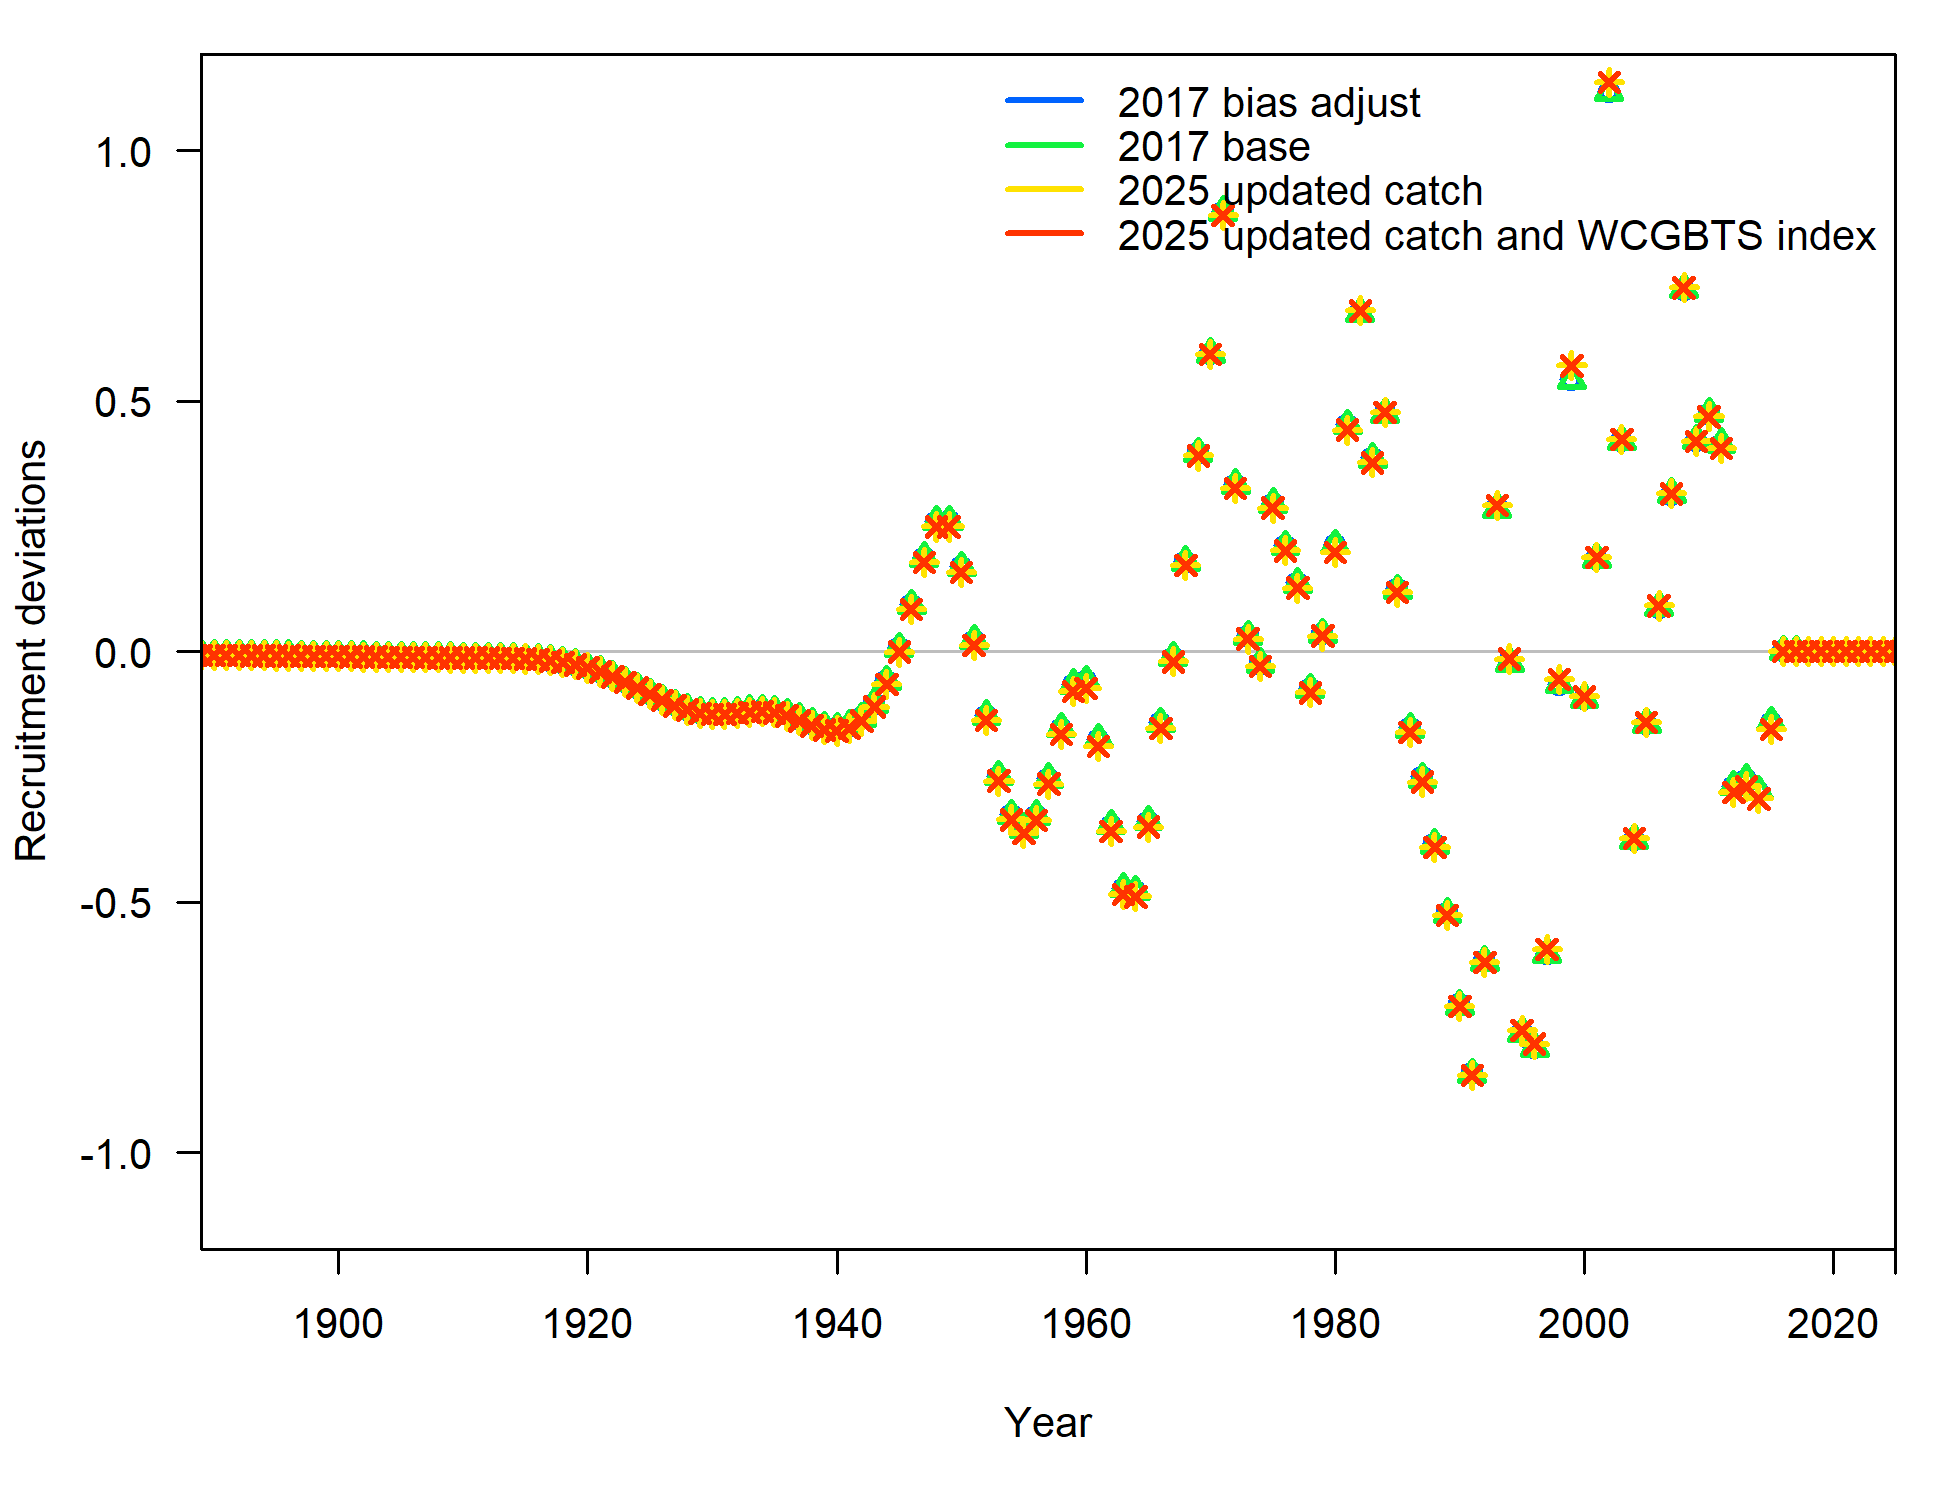 2017 bias adjust
2017 base
2025 updated catch
2025 updated catch and WCGBTS index
1.0
0.5
0.0
-0.5
-1.0
Recruitment deviations
1900 1920 1940 1960 1980 2000 2020
Year